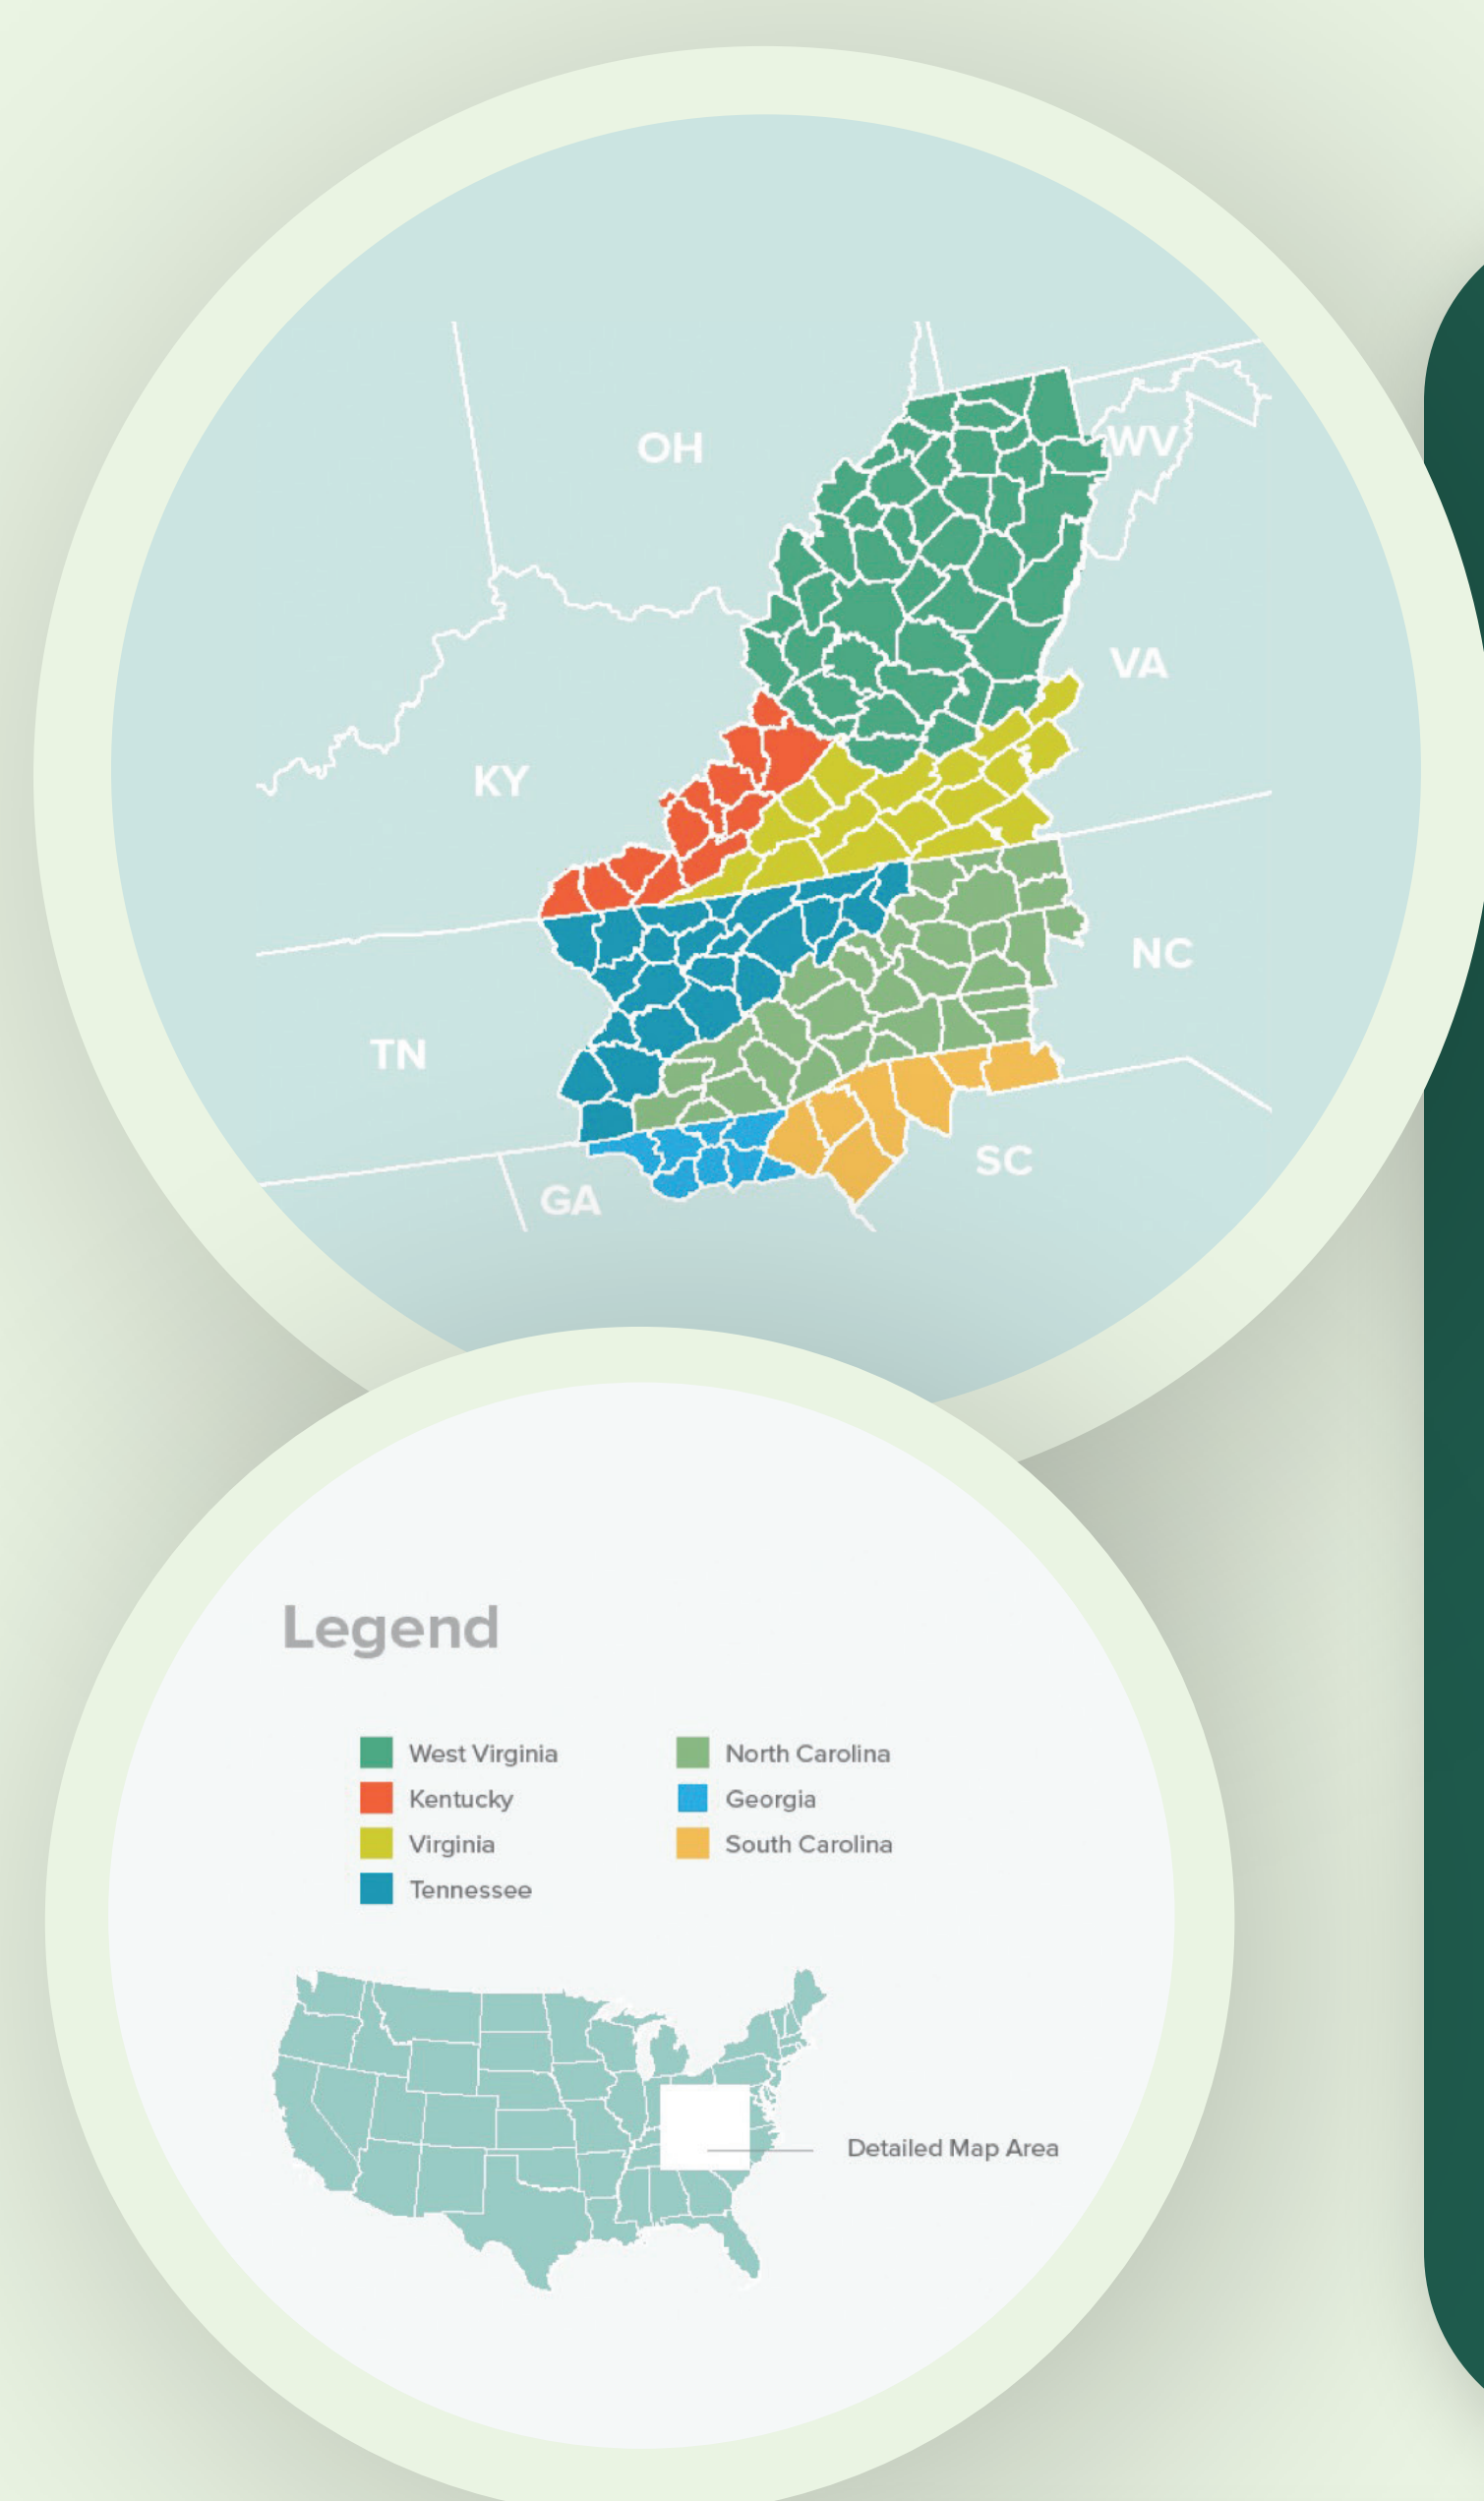 OH
WV
VA
KY
NC
TN
SC
GA
Legend
West Virginia
Kentucky
Virginia
Tennessee
North Carolina
Georgia
South Carolina
Detailed Map Area